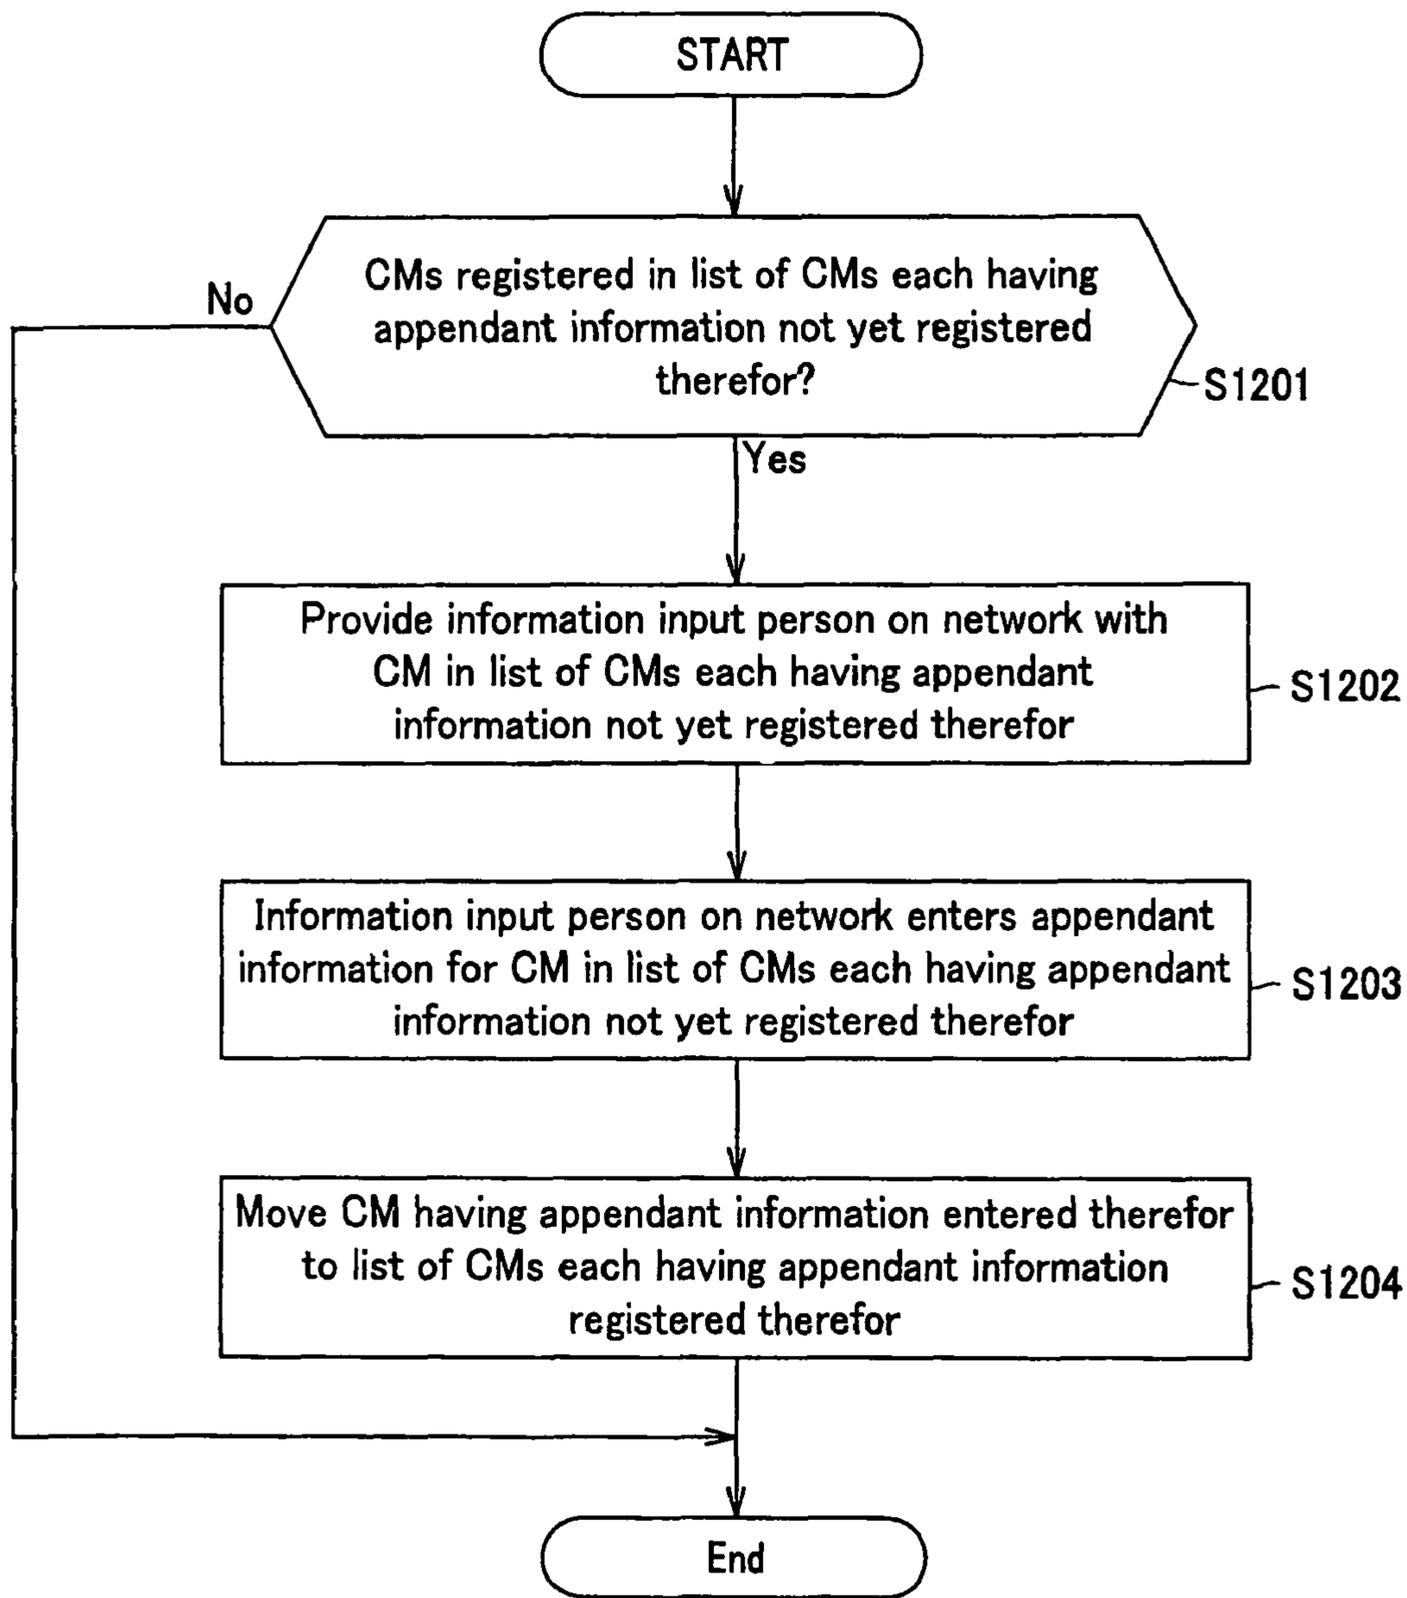 START
CMs registered in list of CMs each having
appendant information not yet registered
therefor?
No
S1201
Yes
Provide information input person on network with
CM in list of CMs each having appendant
information not yet registered therefor
S1202
Information input person on network enters appendant
information for CM in list of CMs each having appendant
information not yet registered therefor
S1203
Move CM having appendant information entered therefor
to list of CMs each having appendant information
registered therefor
S1204
End